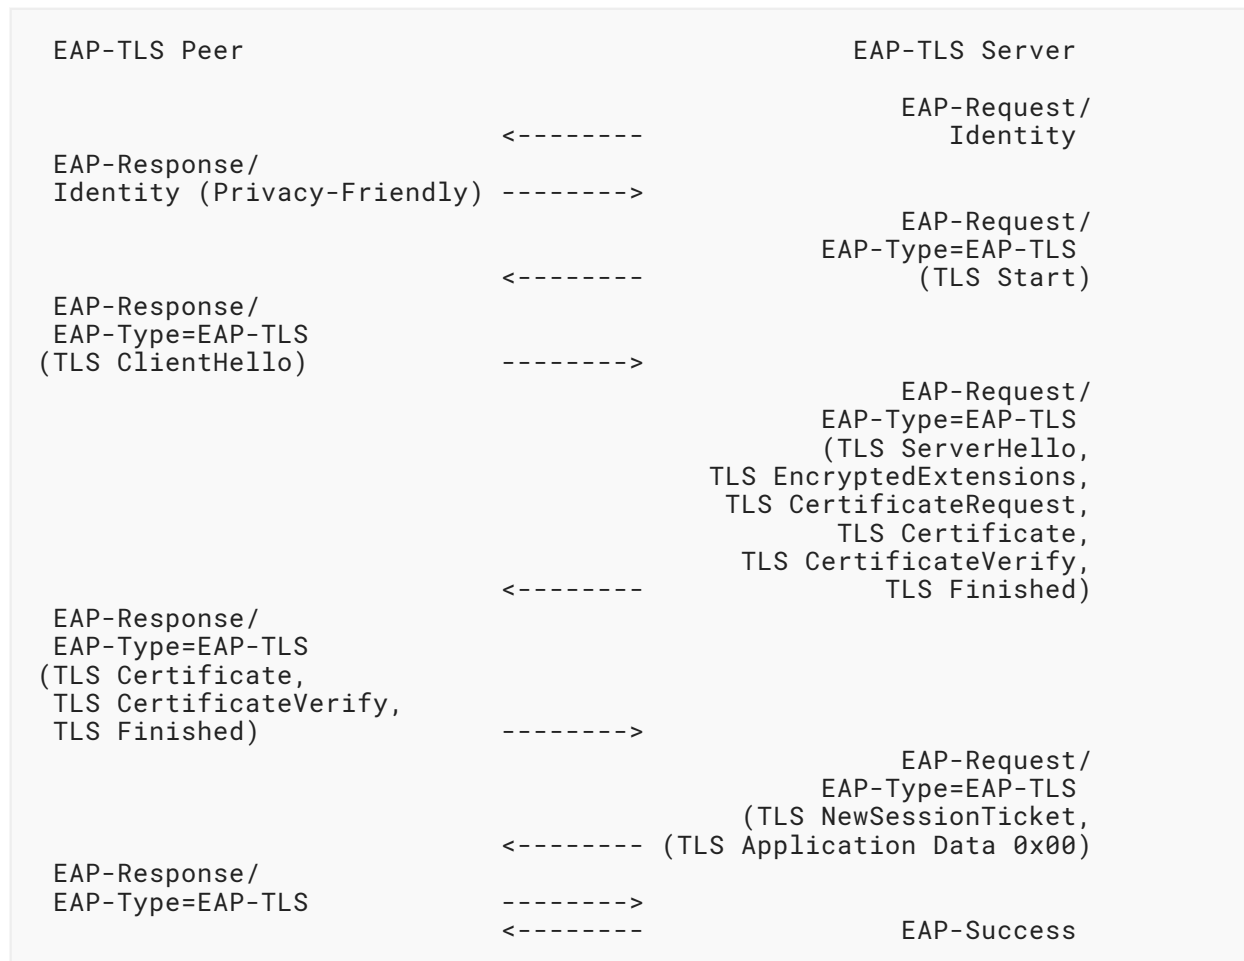 EAP-TLS Peer                                      EAP-TLS Server
EAP-Request/
<--------                   Identity
EAP-Response/
Identity (Privacy-Friendly) -------->
EAP-Request/
EAP-Type=EAP-TLS
<--------                 (TLS Start)
EAP-Response/
EAP-Type=EAP-TLS
(TLS ClientHello)            -------->
EAP-Request/
EAP-Type=EAP-TLS
(TLS ServerHello,
TLS EncryptedExtensions,
TLS CertificateRequest,
TLS Certificate,
TLS CertificateVerify,
<--------               TLS Finished)
EAP-Response/
EAP-Type=EAP-TLS
(TLS Certificate,
TLS CertificateVerify,
TLS Finished)               -------->
EAP-Request/
EAP-Type=EAP-TLS
(TLS NewSessionTicket,
<-------- (TLS Application Data 0x00)
EAP-Response/
EAP-Type=EAP-TLS            -------->
<--------                EAP-Success